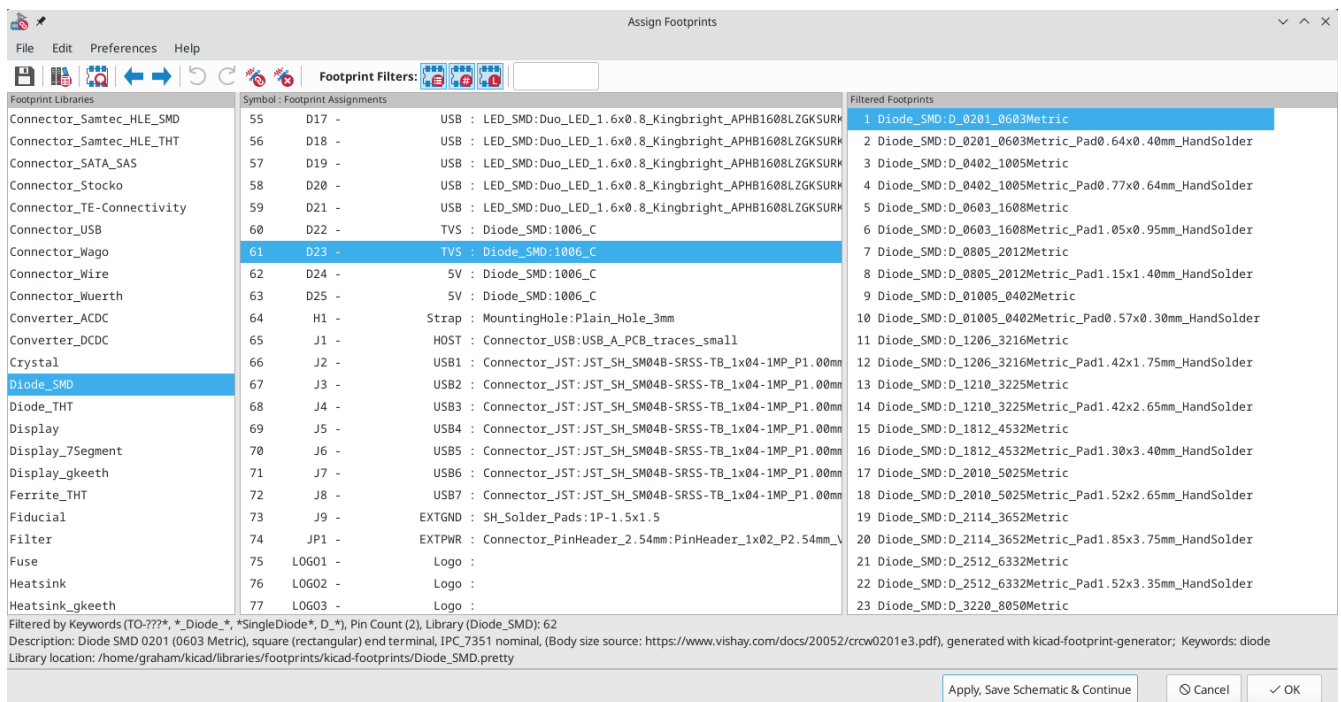 Assign Footprints
File Edit Preferences Help
Footprint Filters:
Footprint Libraries
Connector_Samtec_HLE_SMD
Connector_Samtec_HLE_THT
Connector_SATA_SAS
Connector_Stocko
Connector_TE-Connectivity
Connector_USB
Connector_Wago
Connector_Wire
Connector_Wuerth
Converter_ACDC
Converter_DCDC
Crystal
Diode_SMD
Diode_THT
Display
Display_7Segment
Display_gkeeth
Ferrite_THT
Fiducial
Filter
Fuse
Heatsink
Heatsink_gkeeth
Symbol : Footprint Assignments
55 D17 - USB : LED_SMD:Duo_LED_1.6x0.8_Kingbright_APHB1608LZGKSURK
56 D18 - USB : LED_SMD:Duo_LED_1.6x0.8_Kingbright_APHB1608LZGKSURK
57 D19 - USB : LED_SMD:Duo_LED_1.6x0.8_Kingbright_APHB1608LZGKSURK
58 D20 - USB : LED_SMD:Duo_LED_1.6x0.8_Kingbright_APHB1608LZGKSURK
59 D21 - USB : LED_SMD:Duo_LED_1.6x0.8_Kingbright_APHB1608LZGKSURK
60 D22 - TVS : Diode_SMD:1006_C
61 D23 - TVS : Diode_SMD:1006_C
62 D24 - 5V : Diode_SMD:1006_C
63 D25 - 5V : Diode_SMD:1006_C
64 H1 - Strap : MountingHole:Plain_Hole_3mm
65 J1 - HOST : Connector_USB:USB_A_PCB_traces_small
66 J2 - USB1 : Connector_JST:JST_SH_SM04B-SRSS-TB_1x04-1MP_P1.00mm
67 J3 - USB2 : Connector_JST:JST_SH_SM04B-SRSS-TB_1x04-1MP_P1.00mm
68 J4 - USB3 : Connector_JST:JST_SH_SM04B-SRSS-TB_1x04-1MP_P1.00mm
69 J5 - USB4 : Connector_JST:JST_SH_SM04B-SRSS-TB_1x04-1MP_P1.00mm
70 J6 - USB5 : Connector_JST:JST_SH_SM04B-SRSS-TB_1x04-1MP_P1.00mm
71 J7 - USB6 : Connector_JST:JST_SH_SM04B-SRSS-TB_1x04-1MP_P1.00mm
72 J8 - USB7 : Connector_JST:JST_SH_SM04B-SRSS-TB_1x04-1MP_P1.00mm
73 J9 - EXTGND : SH_Solder_Pads:1P-1.5x1.5
74 JP1 - EXTPWR : Connector_PinHeader_2.54mm:PinHeader_1x02_P2.54mm_V
75 LOGO1 - Logo :
76 LOGO2 - Logo :
77 LOGO3 - Logo :
Filtered Footprints
1 Diode_SMD:D_0201_0603Metric
2 Diode_SMD:D_0201_0603Metric_Pad0.64x0.40mm_HandSolder
3 Diode_SMD:D_0402_1005Metric
4 Diode_SMD:D_0402_1005Metric_Pad0.77x0.64mm_HandSolder
5 Diode_SMD:D_0603_1608Metric
6 Diode_SMD:D_0603_1608Metric_Pad1.05x0.95mm_HandSolder
7 Diode_SMD:D_0805_2012Metric
8 Diode_SMD:D_0805_2012Metric_Pad1.15x1.40mm_HandSolder
9 Diode_SMD:D_01005_0402Metric
10 Diode_SMD:D_01005_0402Metric_Pad0.57x0.30mm_HandSolder
11 Diode_SMD:D_1206_3216Metric
12 Diode_SMD:D_1206_3216Metric_Pad1.42x1.75mm_HandSolder
13 Diode_SMD:D_1210_3225Metric
14 Diode_SMD:D_1210_3225Metric_Pad1.42x2.65mm_HandSolder
15 Diode_SMD:D_1812_4532Metric
16 Diode_SMD:D_1812_4532Metric_Pad1.30x3.40mm_HandSolder
17 Diode_SMD:D_2010_5025Metric
18 Diode_SMD:D_2010_5025Metric_Pad1.52x2.65mm_HandSolder
19 Diode_SMD:D_2114_3652Metric
20 Diode_SMD:D_2114_3652Metric_Pad1.85x3.75mm_HandSolder
21 Diode_SMD:D_2512_6332Metric
22 Diode_SMD:D_2512_6332Metric_Pad1.52x3.35mm_HandSolder
23 Diode_SMD:D_3220_8050Metric
Filtered by Keywords (TO-???*, *_Diode_*, *SingleDiode*, D_*), Pin Count (2), Library (Diode_SMD): 62
Description: Diode SMD 0201 (0603 Metric), square (rectangular) end terminal, IPC_7351 nominal, (Body size source: https://www.vishay.com/docs/20052/crcw0201e3.pdf), generated with kicad-footprint-generator; Keywords: diode
Library location: /home/graham/kicad/libraries/footprints/kicad-footprints/Diode_SMD.pretty
Apply, Save Schematic & Continue
Cancel
OK